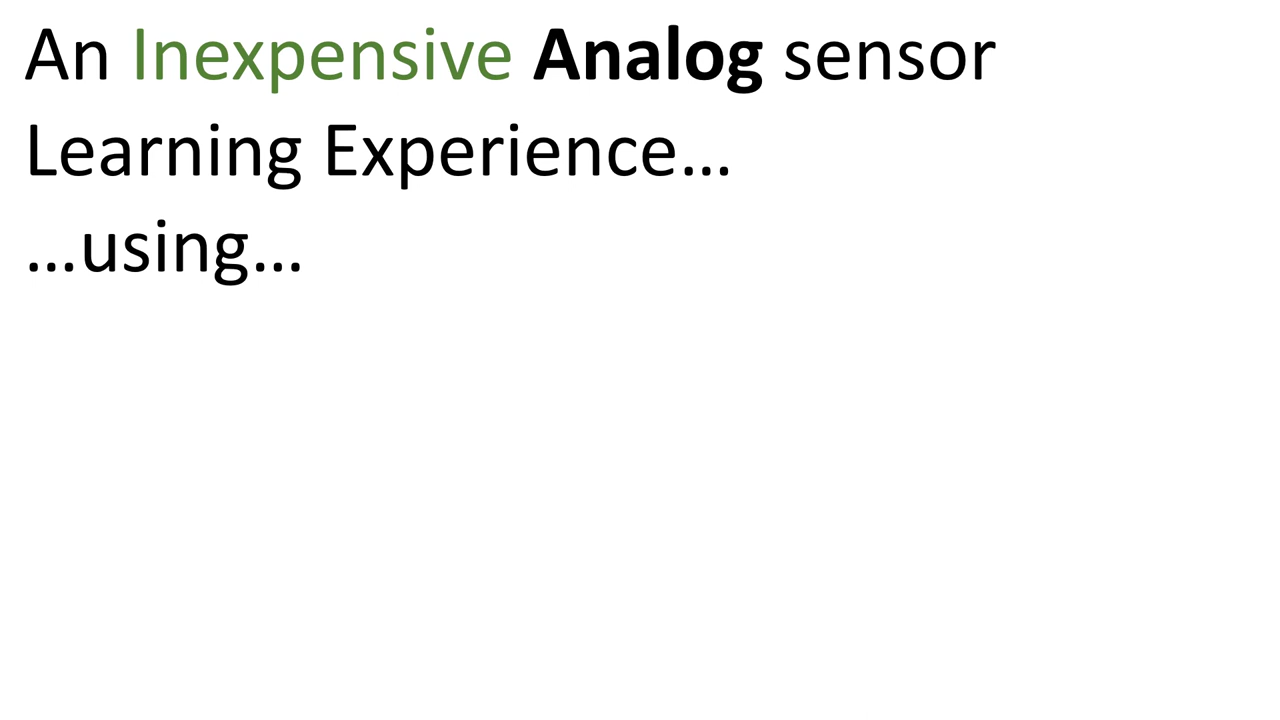 An Inexpensive Analog sensor
Learning Experience…
…using…